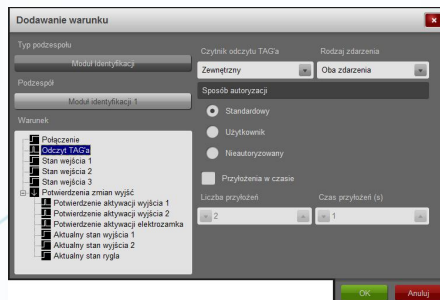 Dodawanie warunku
Typ podzespołu
Moduł Identyfikacji
Podzespół
Moduł identyfikacji 1
Warunek
Połączenie
Odczyt TAG'a
Stan wejścia 1
Stan wejścia 2
Stan wejścia 3
Potwierdzenia zmian wyjść
Potwierdzenie aktywacji wyjścia 1
Potwierdzenie aktywacji wyjścia 2
Potwierdzenie aktywacji elektrozamka
Aktualny stan wyjścia 1
Aktualny stan wyjścia 2
Aktualny stan rygla
Czytnik odczytu TAG'a
Rodzaj zdarzenia
Zewnętrzny
Oba zdarzenia
Sposób autoryzacji
Standardowy
Użytkownik
Nieautoryzowany
Przyłożenia w czasie
Liczba przyłożeń
Czas przyłożeń (s)
2
1
OK
Anuluj